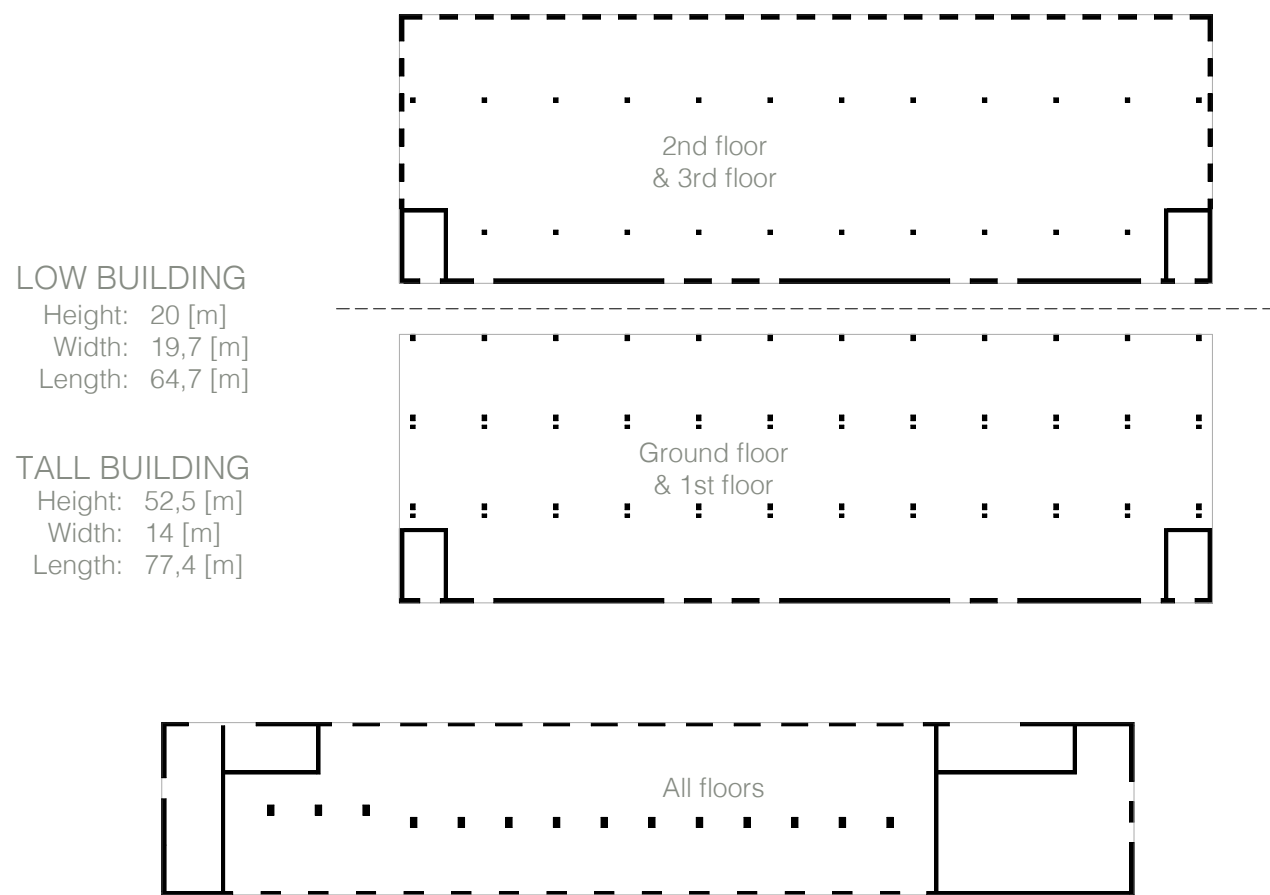 2nd floor
& 3rd floor
LOW BUILDING
Height: 20 [m]
Width: 19,7 [m]
Length: 64,7 [m]
Ground floor
& 1st floor
TALL BUILDING
Height: 52,5 [m]
Width: 14 [m]
Length: 77,4 [m]
All floors